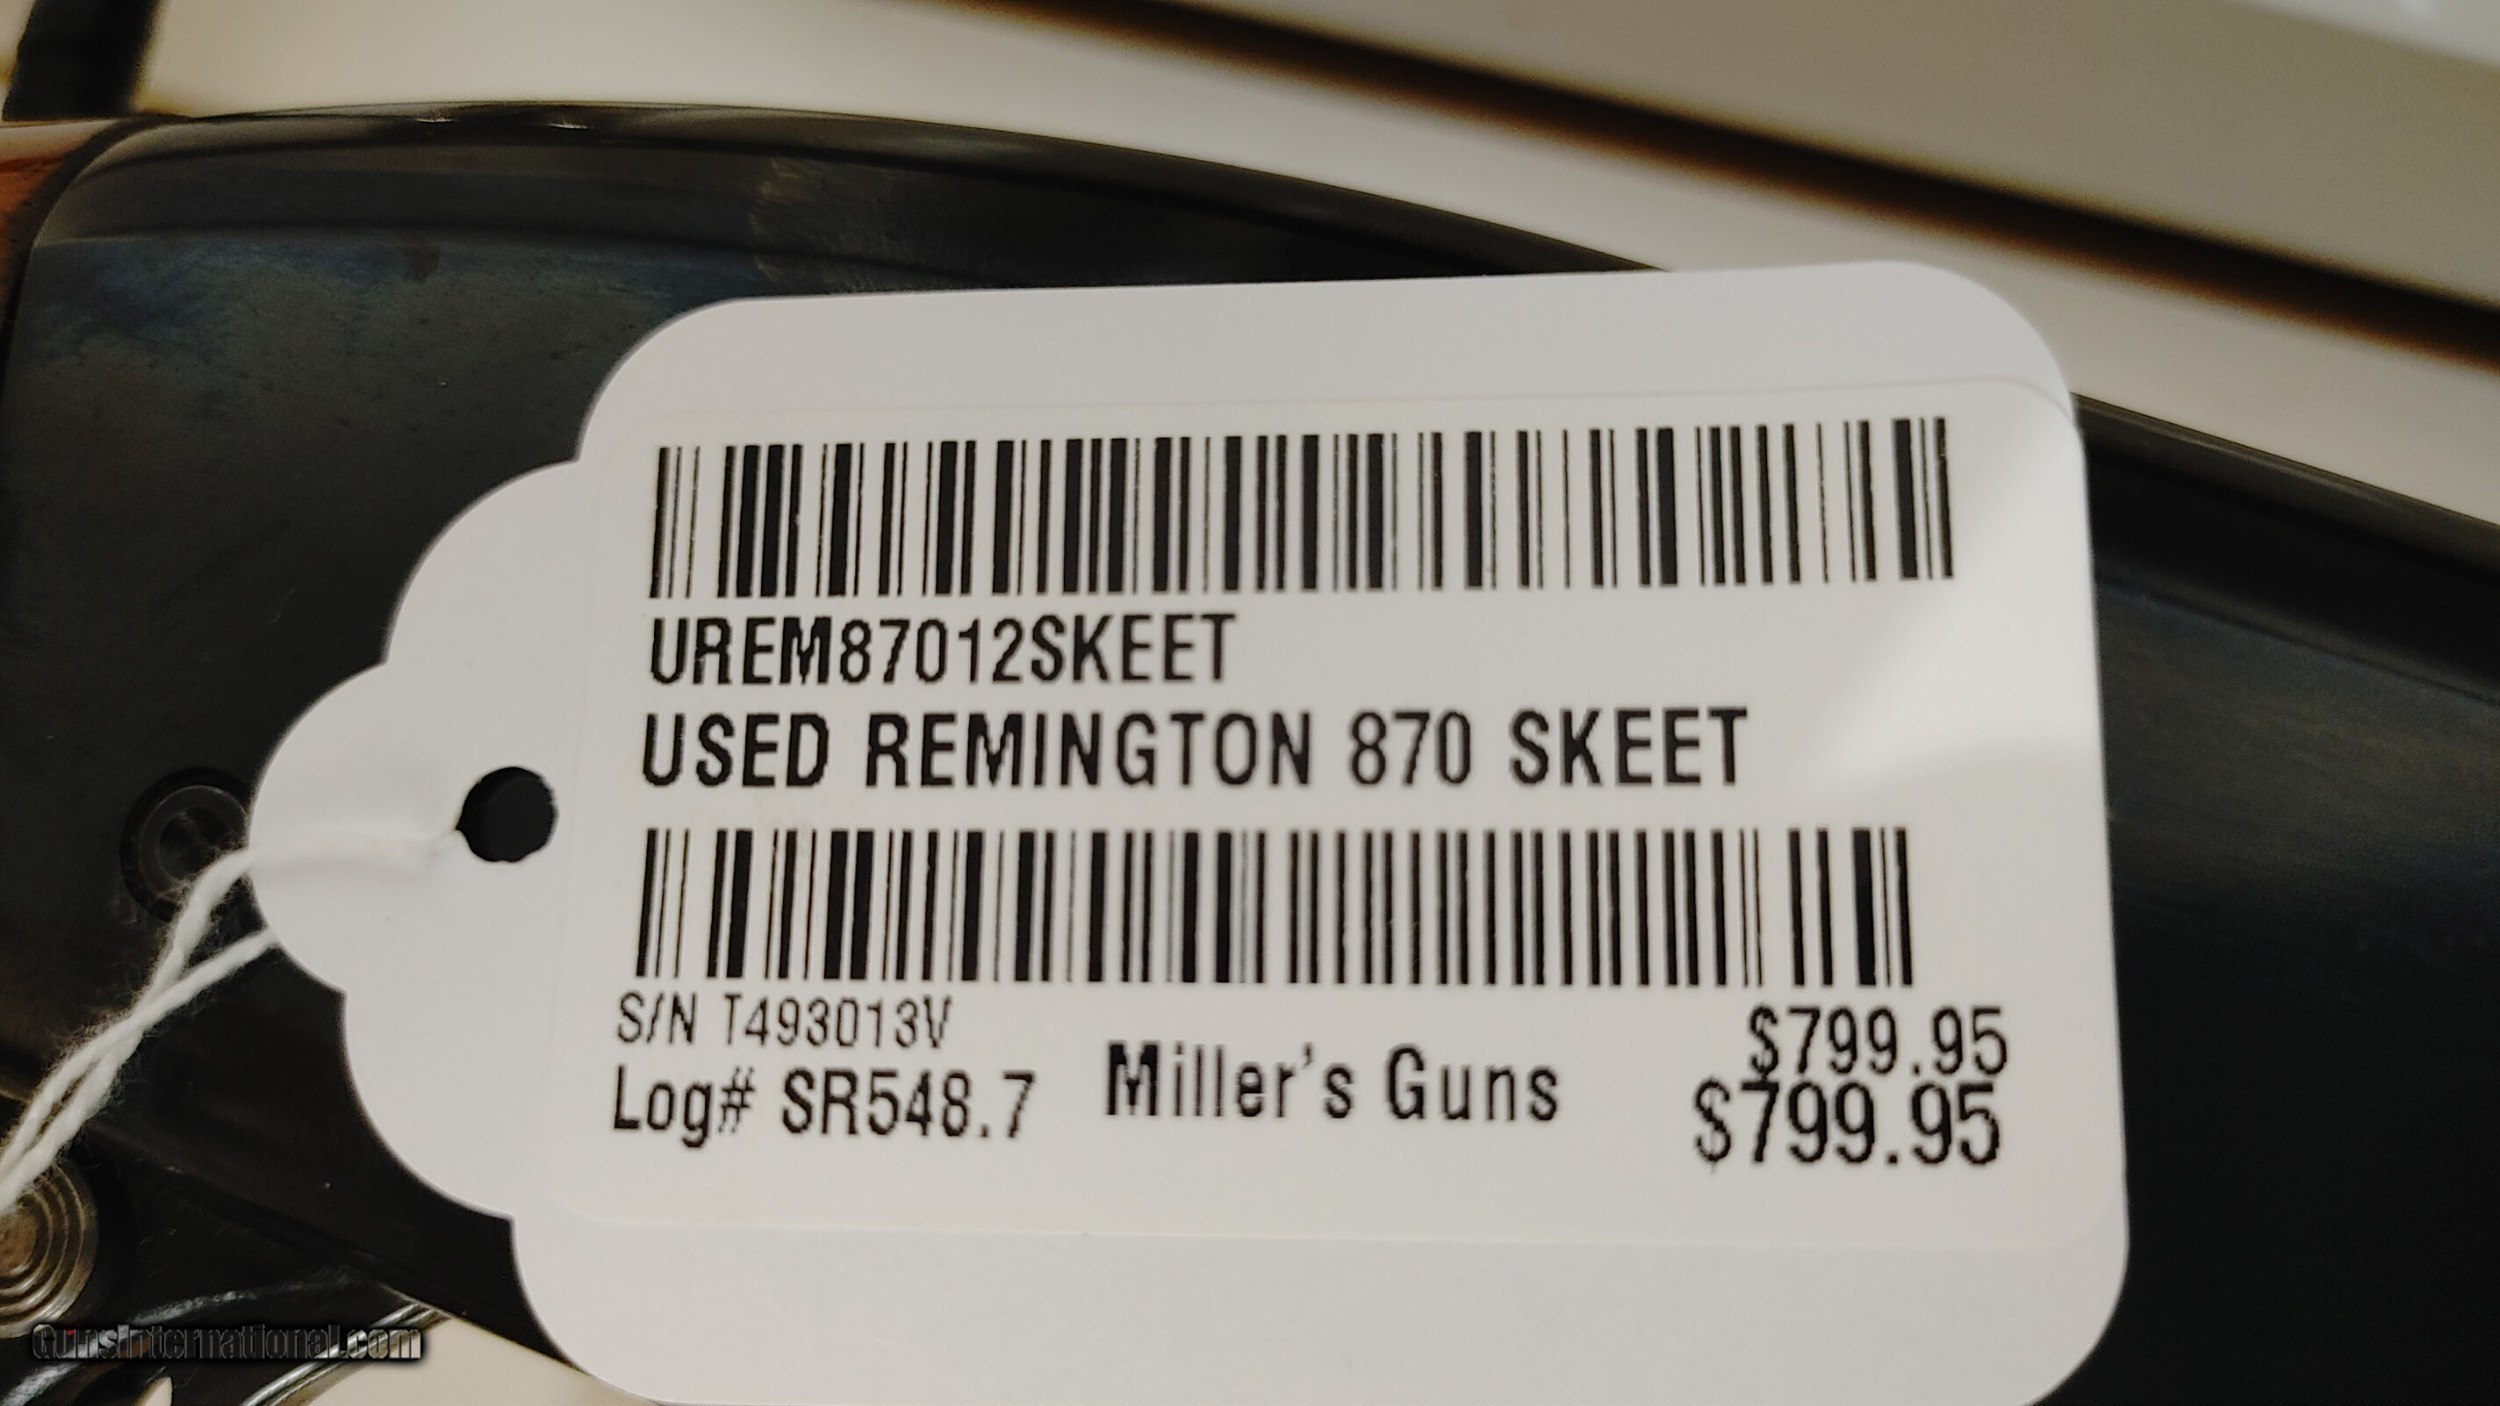 UREM87012SKEET
USED REMINGTON 870 SKEET
S/N T493013V
$799.95
Log# SR548.7
Miller's Guns
$799.95
GunsInternational.com